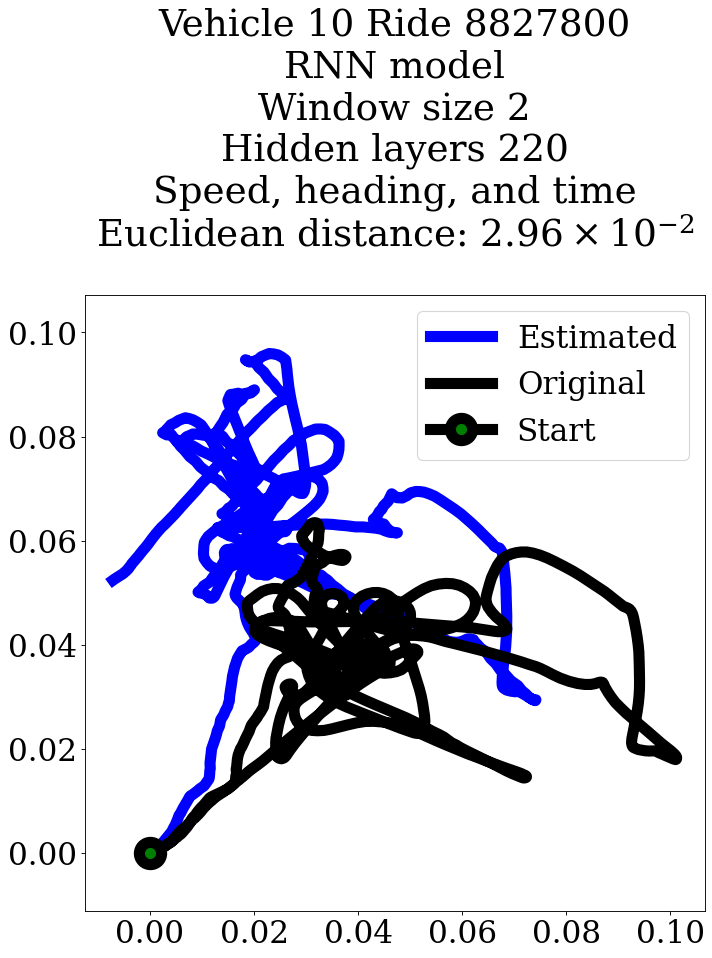 Vehicle 10 Ride 8827800
RNN model
Window size 2
Hidden layers 220
Speed, heading, and time
Euclidean distance: 2.96 × 10⁻²
Estimated
Original
Start
0.10
0.08
0.06
0.04
0.02
0.00
0.00 0.02 0.04 0.06 0.08 0.10